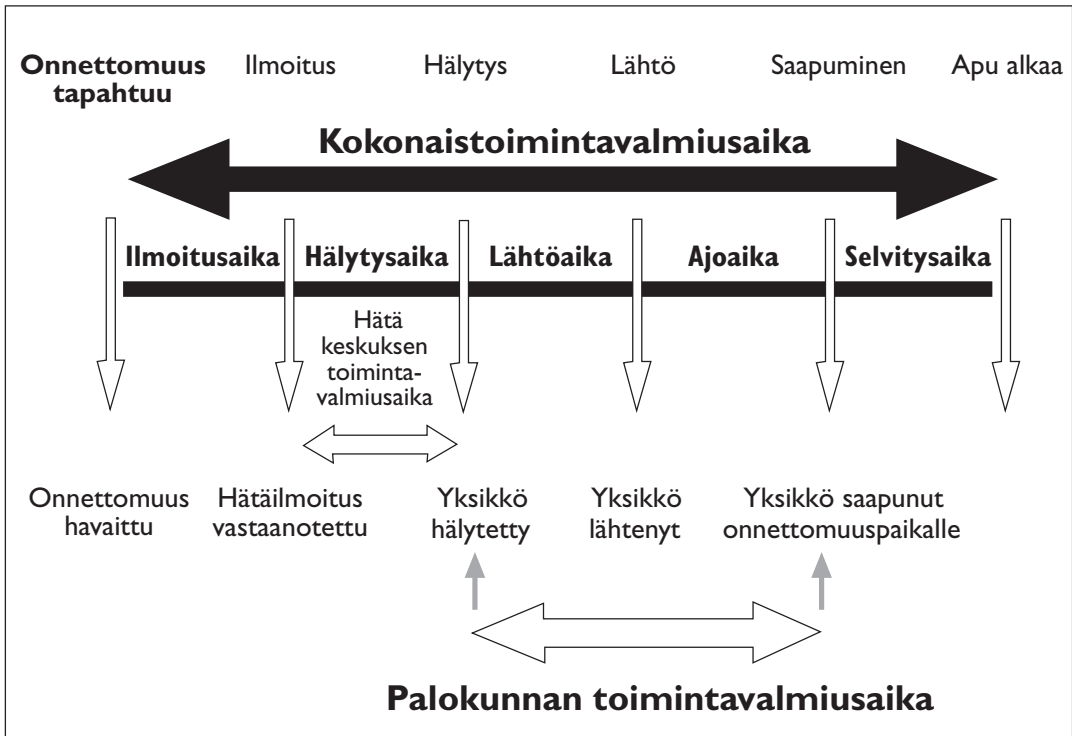 Onnettomuus tapahtuu
Ilmoitus
Hälytys
Lähtö
Saapuminen
Apu alkaa
Kokonaistoimintavalmiusaika
Ilmoitusaika
Hälytysaika
Lähtöaika
Ajoaika
Selvitysaika
Hätä
keskuksen
toiminta-
valmiusaika
Onnettomuus
havaittu
Hätäilmoitus
vastaanotettu
Yksikkö
hälytetty
Yksikkö
lähtenyt
Yksikkö saapunut
onnettomuuspaikalle
Palokunnan toimintavalmiusaika